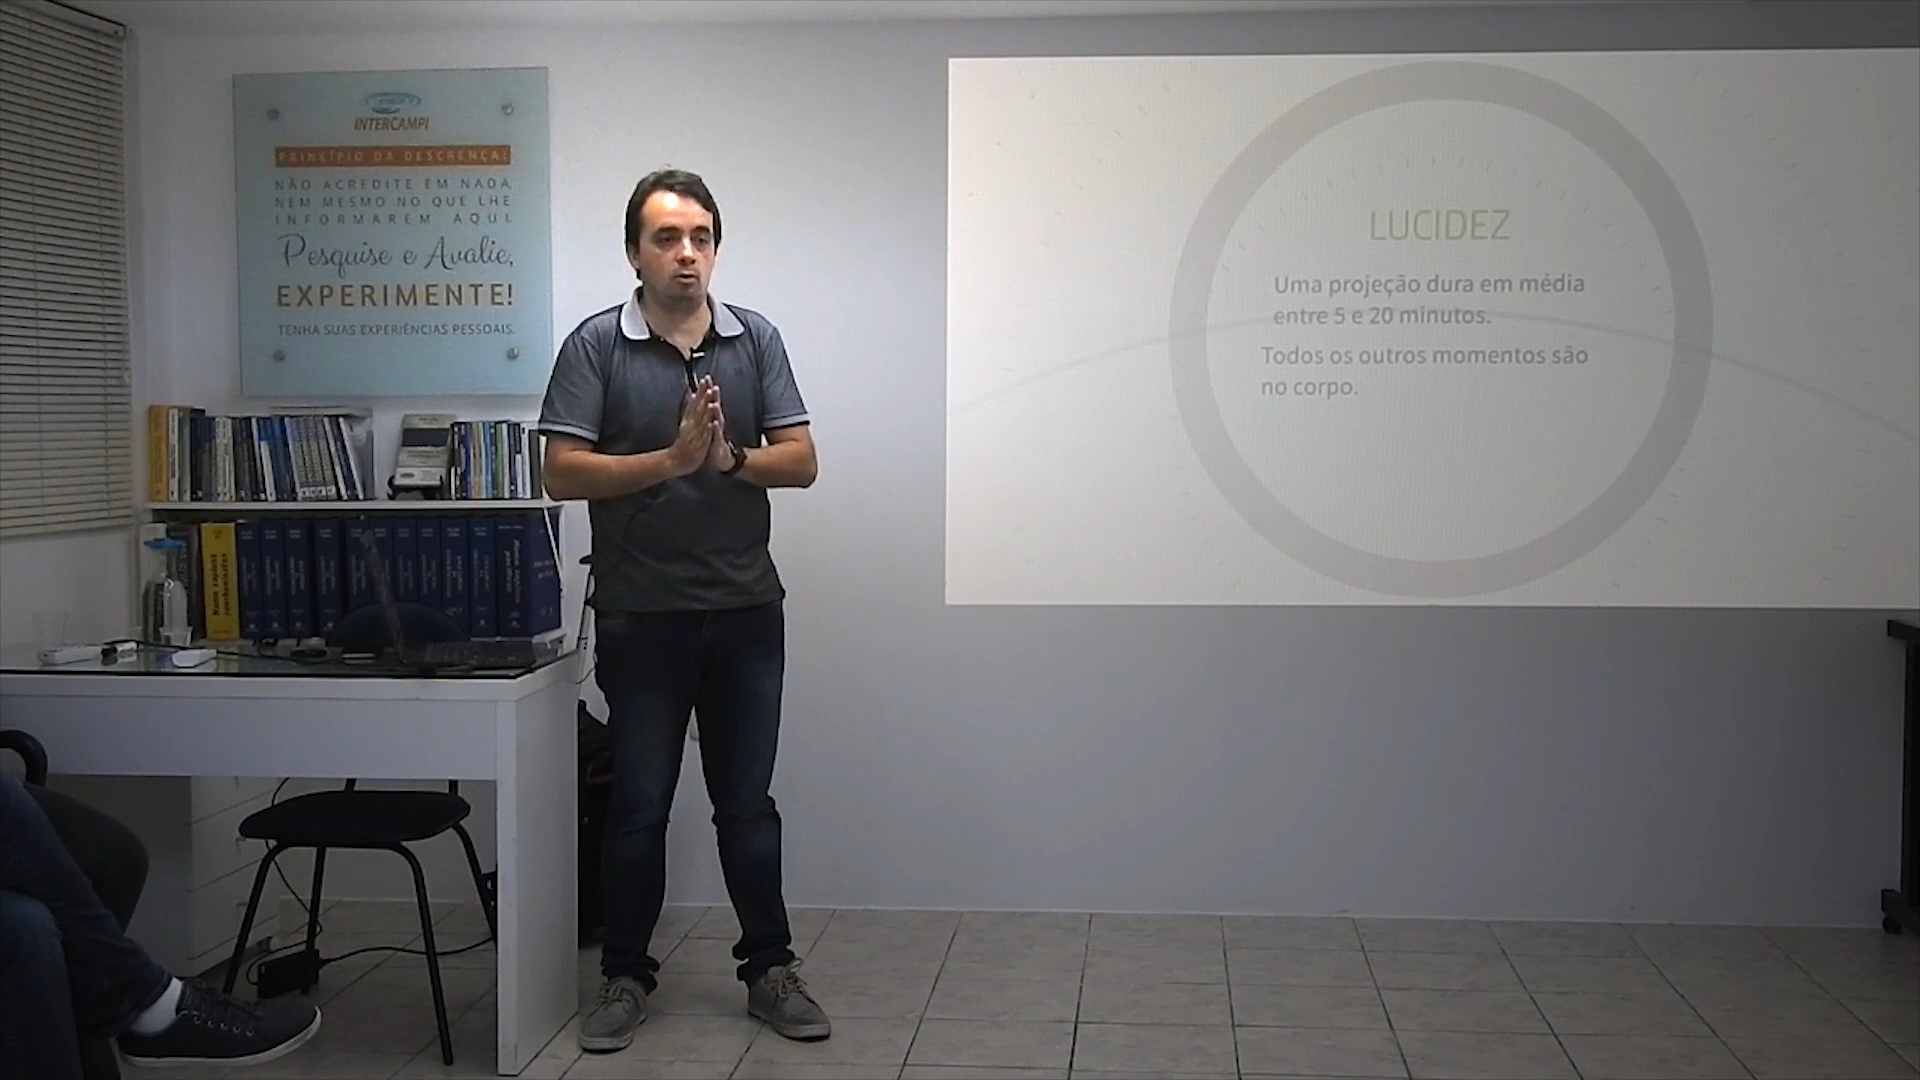 INTERCAMPI
PRINCÍPIO DA DESCRENÇA:
NÃO ACREDITE EM NADA
NEM MESMO NO QUE LHE
INFORMAREM AQUI.
Pesquise e Avalie,
EXPERIMENTE!
TENHA SUAS EXPERIÊNCIAS PESSOAIS.
LUCIDEZ
Uma projeção dura em média
entre 5 e 20 minutos.
Todos os outros momentos são
no corpo.
Homo sapiens